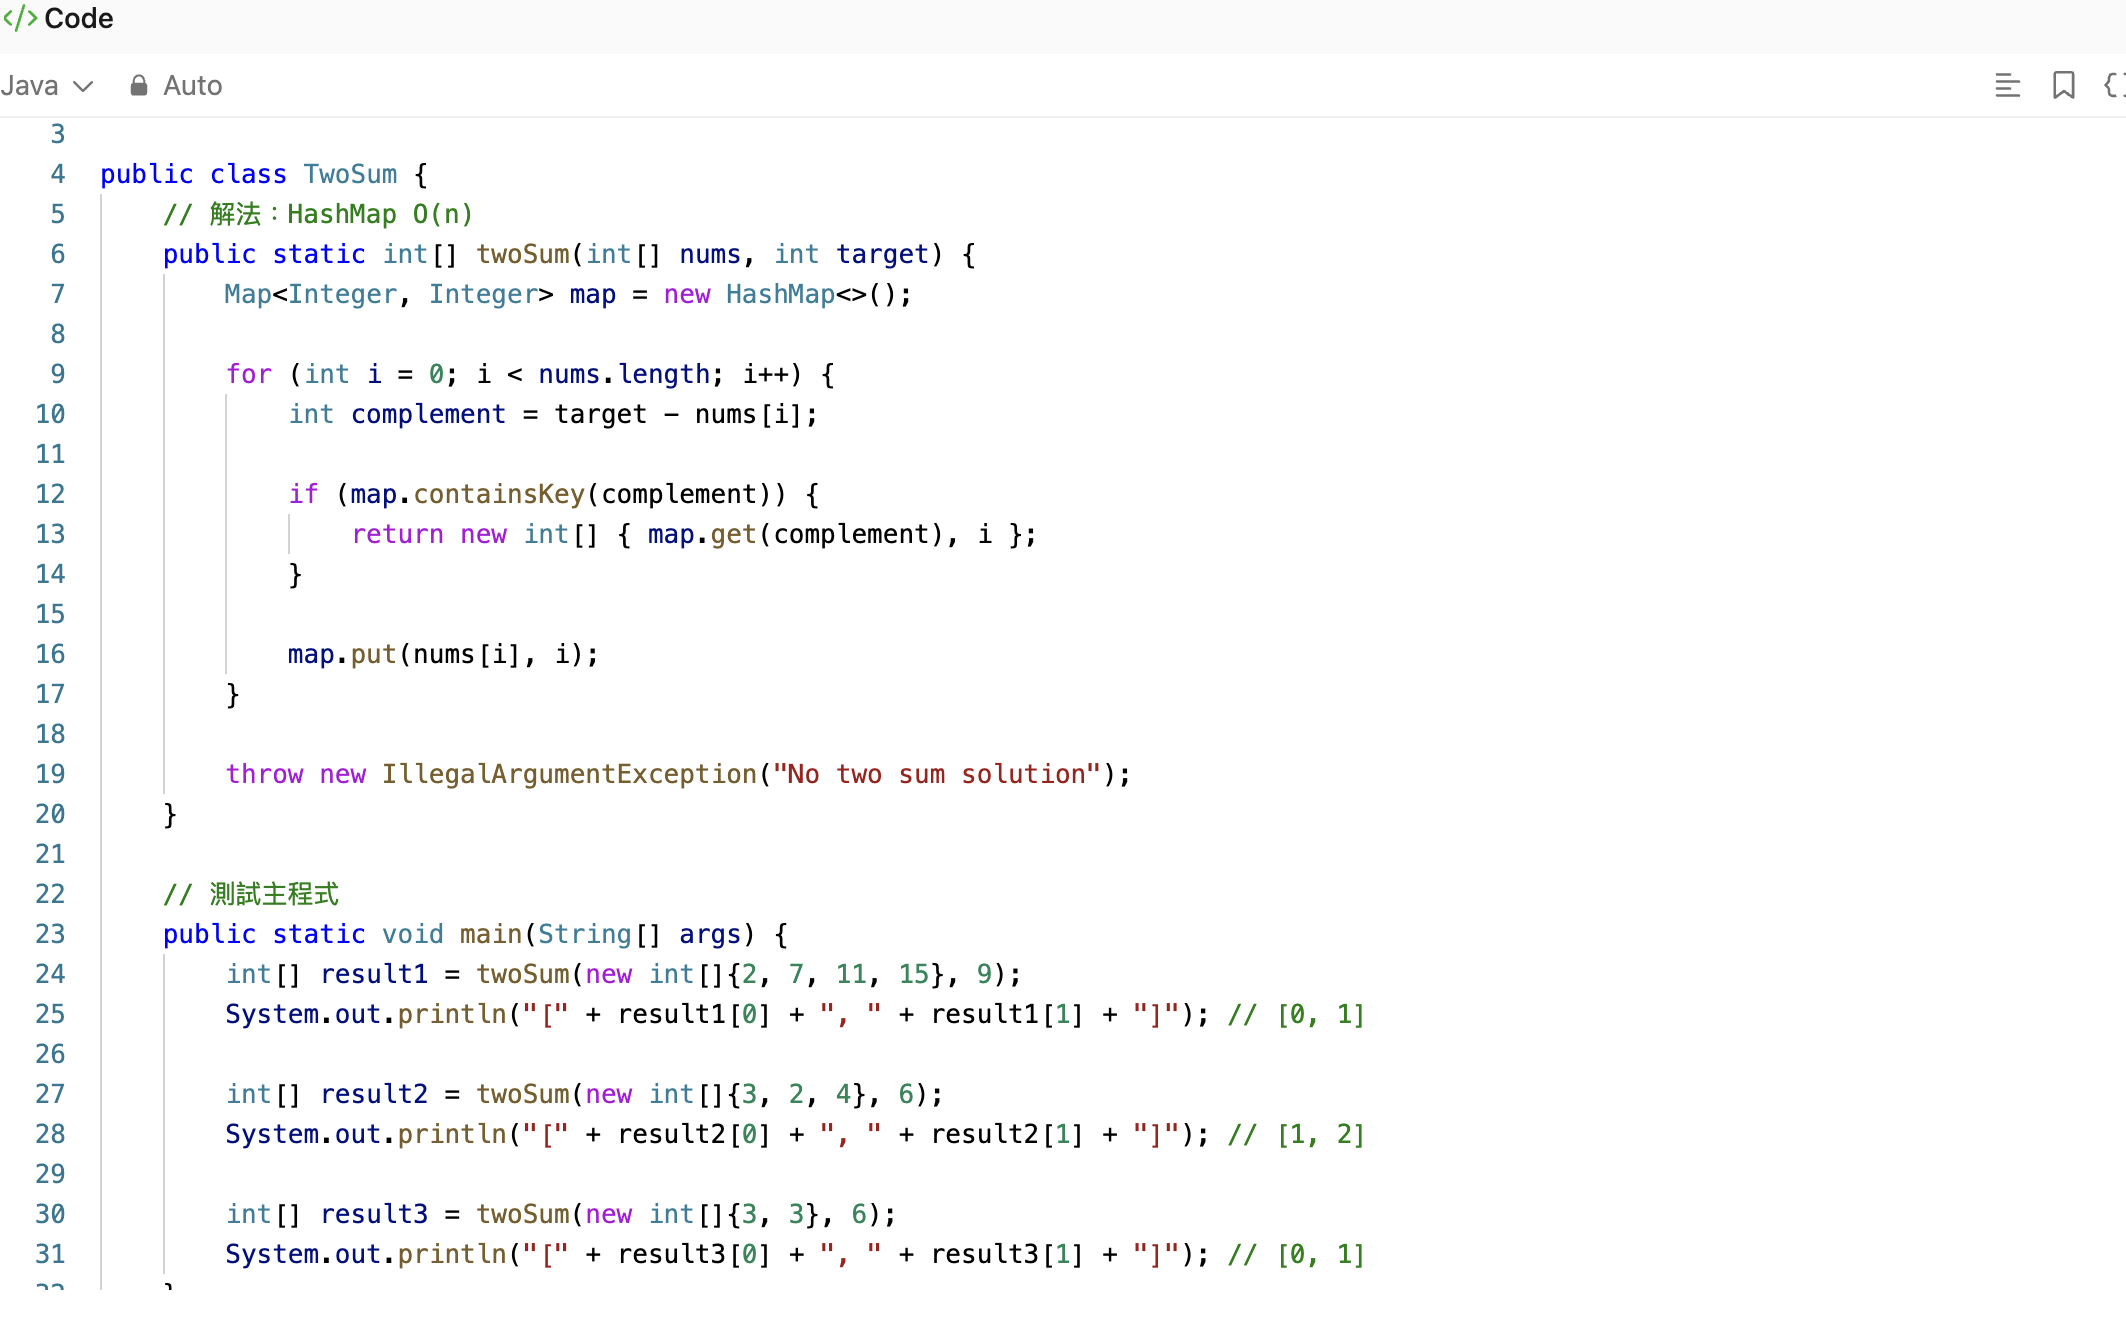 </> Code
Java Auto
3
4 public class TwoSum {
5     // 解法：HashMap O(n)
6     public static int[] twoSum(int[] nums, int target) {
7         Map<Integer, Integer> map = new HashMap<>();
8
9         for (int i = 0; i < nums.length; i++) {
10             int complement = target - nums[i];
11
12             if (map.containsKey(complement)) {
13                 return new int[] { map.get(complement), i };
14             }
15
16             map.put(nums[i], i);
17         }
18
19         throw new IllegalArgumentException("No two sum solution");
20     }
21
22     // 測試主程式
23     public static void main(String[] args) {
24         int[] result1 = twoSum(new int[]{2, 7, 11, 15}, 9);
25         System.out.println("[" + result1[0] + ", " + result1[1] + "]"); // [0, 1]
26
27         int[] result2 = twoSum(new int[]{3, 2, 4}, 6);
28         System.out.println("[" + result2[0] + ", " + result2[1] + "]"); // [1, 2]
29
30         int[] result3 = twoSum(new int[]{3, 3}, 6);
31         System.out.println("[" + result3[0] + ", " + result3[1] + "]"); // [0, 1]